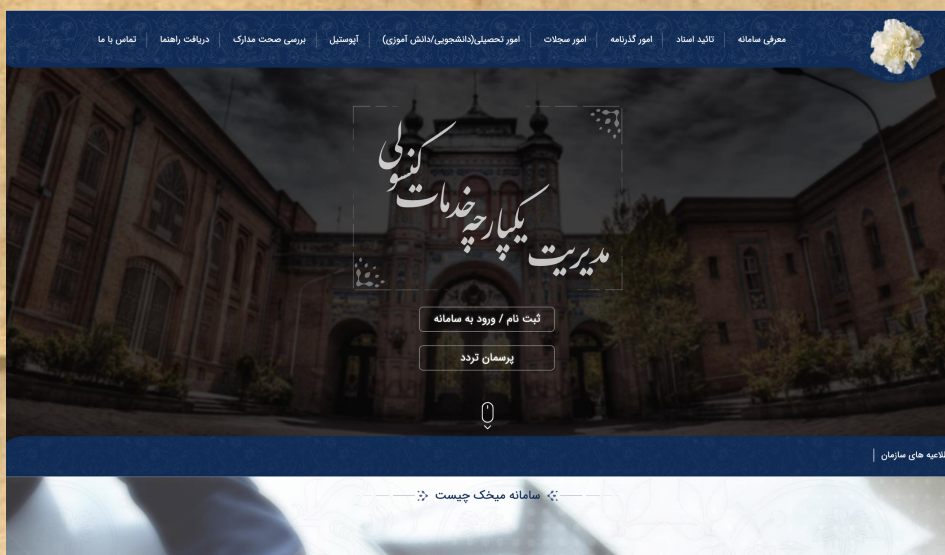 معرفی سامانه
تائید اسناد
امور گذرنامه
امور سجلات
امور تحصیلی(دانشجویی/دانش آموزی)
آپوستیل
بررسی صحت مدارک
دریافت راهنما
تماس با ما
مدیریت یکپارچه خدمات کنسولی
ثبت نام / ورود به سامانه
پرسمان تردد
های سازمان
سامانه میخک چیست